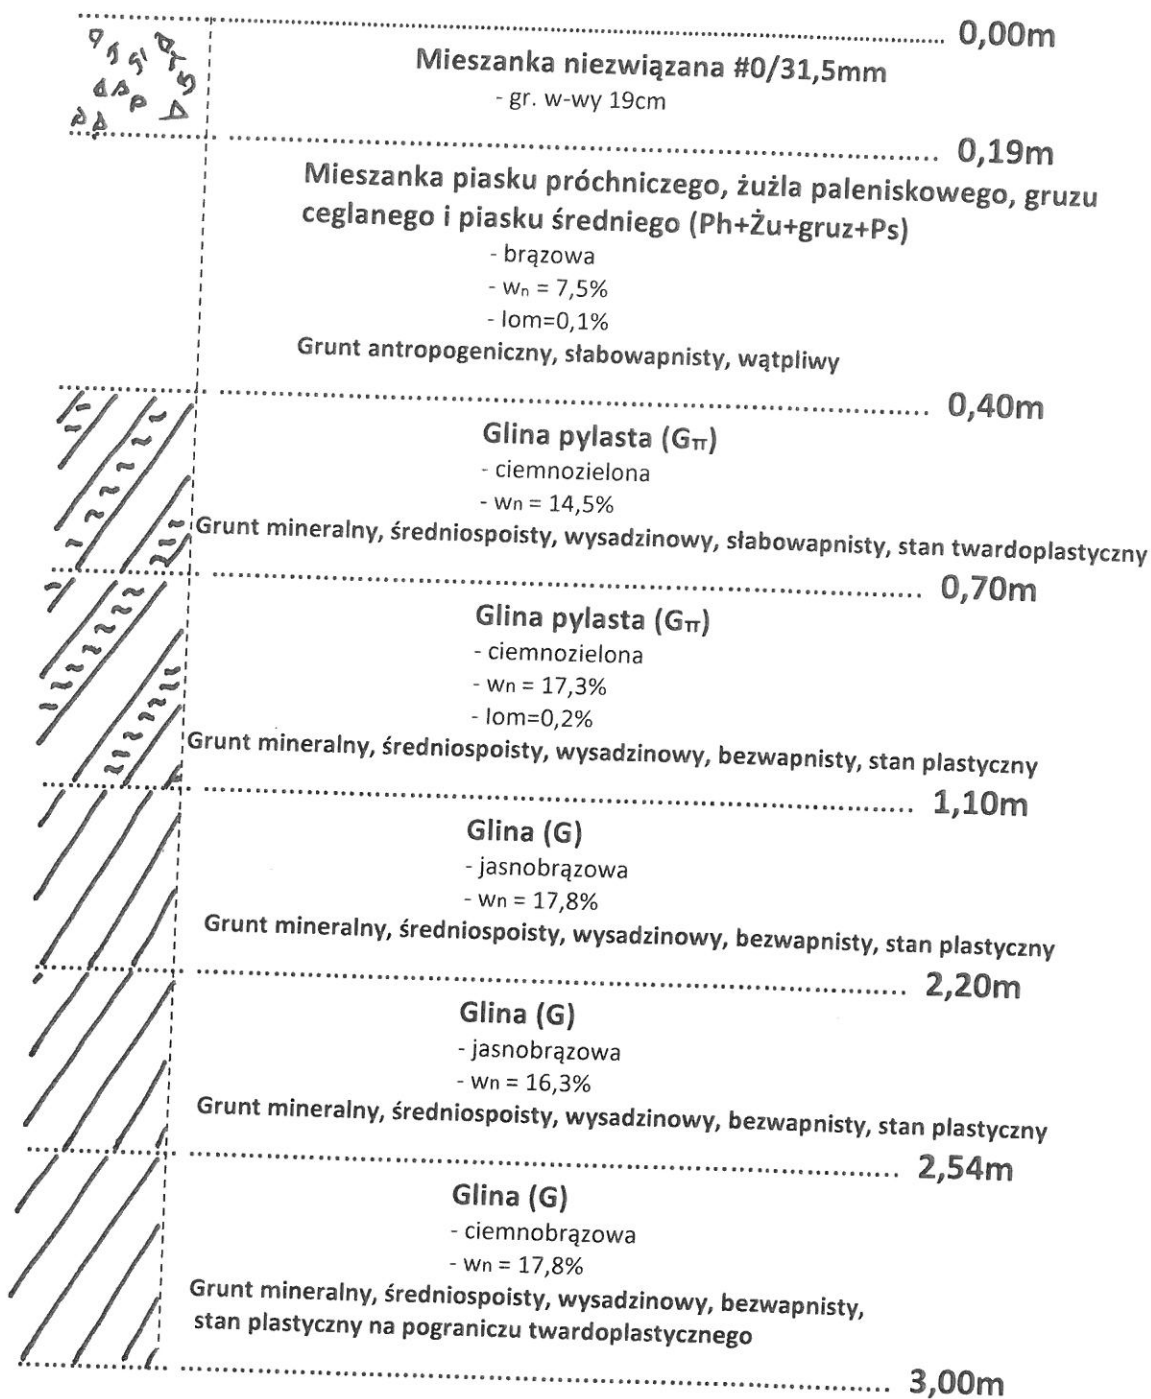 0,00m
Mieszanka niezwiązana #0/31,5mm
- gr. w-wy 19cm
0,19m
Mieszanka piasku próchniczego, żużla paleniskowego, gruzu
ceglanego i piasku średniego (Ph+Żu+gruz+Ps)
- brązowa
- wn = 7,5%
- Iom=0,1%
Grunt antropogeniczny, słabowapnisty, wątpliwy
0,40m
Glina pylasta (Gπ)
- ciemnozielona
- wn = 14,5%
Grunt mineralny, średniospoisty, wysadzinowy, słabowapnisty, stan twardoplastyczny
0,70m
Glina pylasta (Gπ)
- ciemnozielona
- wn = 17,3%
- Iom=0,2%
Grunt mineralny, średniospoisty, wysadzinowy, bezwapnisty, stan plastyczny
1,10m
Glina (G)
- jasnobrązowa
- wn = 17,8%
Grunt mineralny, średniospoisty, wysadzinowy, bezwapnisty, stan plastyczny
2,20m
Glina (G)
- jasnobrązowa
- wn = 16,3%
Grunt mineralny, średniospoisty, wysadzinowy, bezwapnisty, stan plastyczny
2,54m
Glina (G)
- ciemnobrązowa
- wn = 17,8%
Grunt mineralny, średniospoisty, wysadzinowy, bezwapnisty,
stan plastyczny na pograniczu twardoplastycznego
3,00m